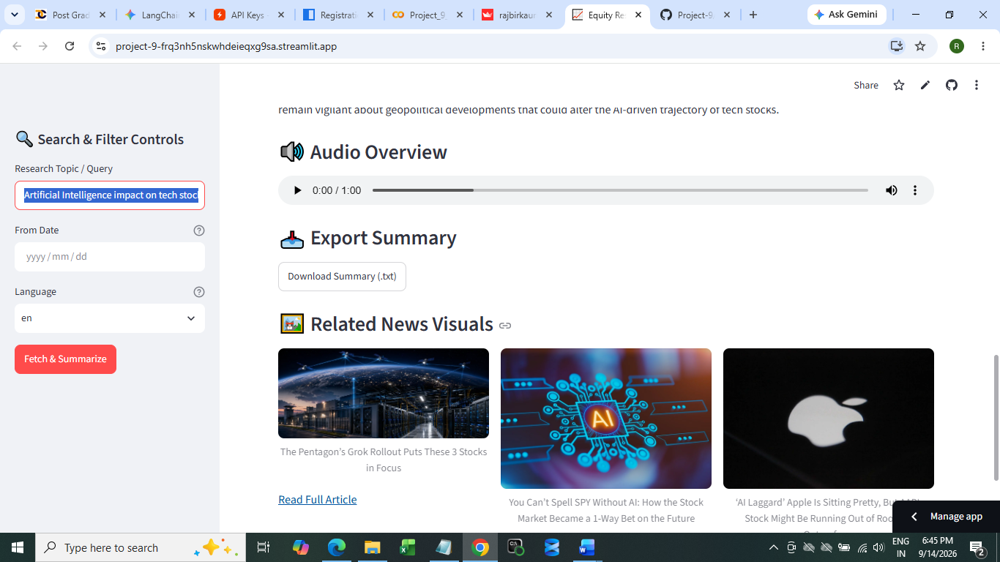 Post Grad
LangChai
API Keys -
Registrati
Project_9_
rajbirkaur
Equity Re
Project-9
Ask Gemini
project-9-frq3nh5nskwhdeieqxg9sa.streamlit.app
R
Share
remain vigilant about geopolitical developments that could alter the AI-driven trajectory of tech stocks.
Search & Filter Controls
Research Topic / Query
Artificial Intelligence impact on tech stoc
From Date
yyyy / mm / dd
Language
en
Fetch & Summarize
Audio Overview
0:00 / 1:00
Export Summary
Download Summary (.txt)
Related News Visuals
The Pentagon's Grok Rollout Puts These 3 Stocks
in Focus
Read Full Article
AI
You Can't Spell SPY Without AI: How the Stock
Market Became a 1-Way Bet on the Future
'AI Laggard' Apple Is Sitting Pretty, But
Stock Might Be Running Out of
Manage app
Type here to search
ENG
IN
6:45 PM
9/14/2026
2